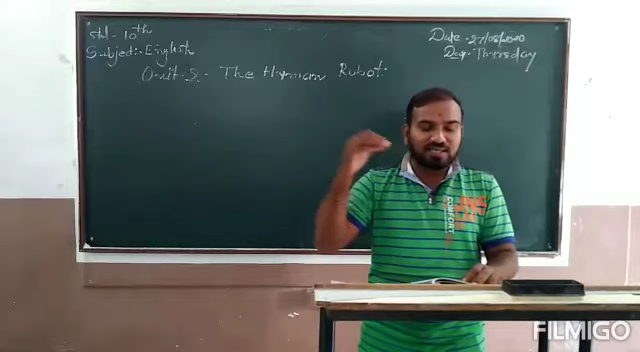 Std - 10th
Subject:- English
Unit-5.- The Human Robot.
Date - 27/08/2020
Day - Thursday
COMFORT
FILMIGO